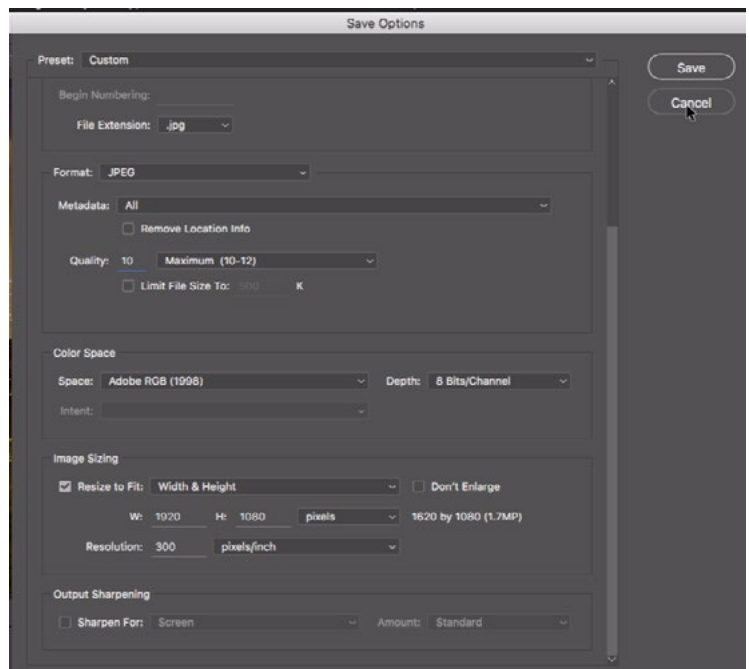 Save Options
Preset: Custom
Save
Begin Numbering:
Cancel
File Extension: .jpg
Format: JPEG
Metadata: All
Remove Location Info
Quality: 10 Maximum (10-12)
Limit File Size To: 500 K
Color Space
Space: Adobe RGB (1998) Depth: 8 Bits/Channel
Intent:
Image Sizing
Resize to Fit: Width & Height Don't Enlarge
W: 1920 H: 1080 pixels 1620 by 1080 (1.7MP)
Resolution: 300 pixels/inch
Output Sharpening
Sharpen For: Screen Amount: Standard